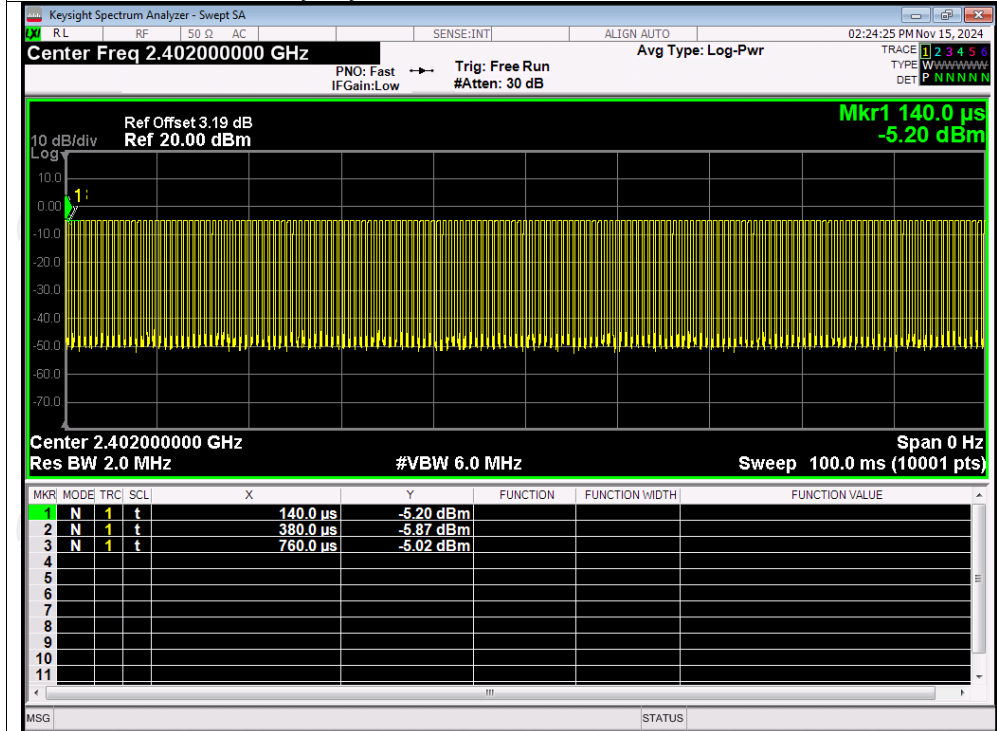 Keysight Spectrum Analyzer - Swept SA
LXI RL RF 50 Ω AC SENSE:INT ALIGN AUTO 02:24:25 PM Nov 15, 2024
Center Freq 2.402000000 GHz Avg Type: Log-Pwr TRACE 1 2 3 4 5 6
PNO: Fast Trig: Free Run TYPE WWWWWWW
IFGain:Low #Atten: 30 dB DET P N N N N N
Ref Offset 3.19 dB Mkr1 140.0 µs
10 dB/div Ref 20.00 dBm -5.20 dBm
Log
10.0
1
0.00
-10.0
-20.0
-30.0
-40.0
-50.0
-60.0
-70.0
Center 2.402000000 GHz Span 0 Hz
Res BW 2.0 MHz #VBW 6.0 MHz Sweep 100.0 ms (10001 pts)
MKR MODE TRC SCL X Y FUNCTION FUNCTION WIDTH FUNCTION VALUE
1 N 1 t 140.0 µs -5.20 dBm
2 N 1 t 380.0 µs -5.87 dBm
3 N 1 t 760.0 µs -5.02 dBm
4
5
6
7
8
9
10
11
MSG STATUS